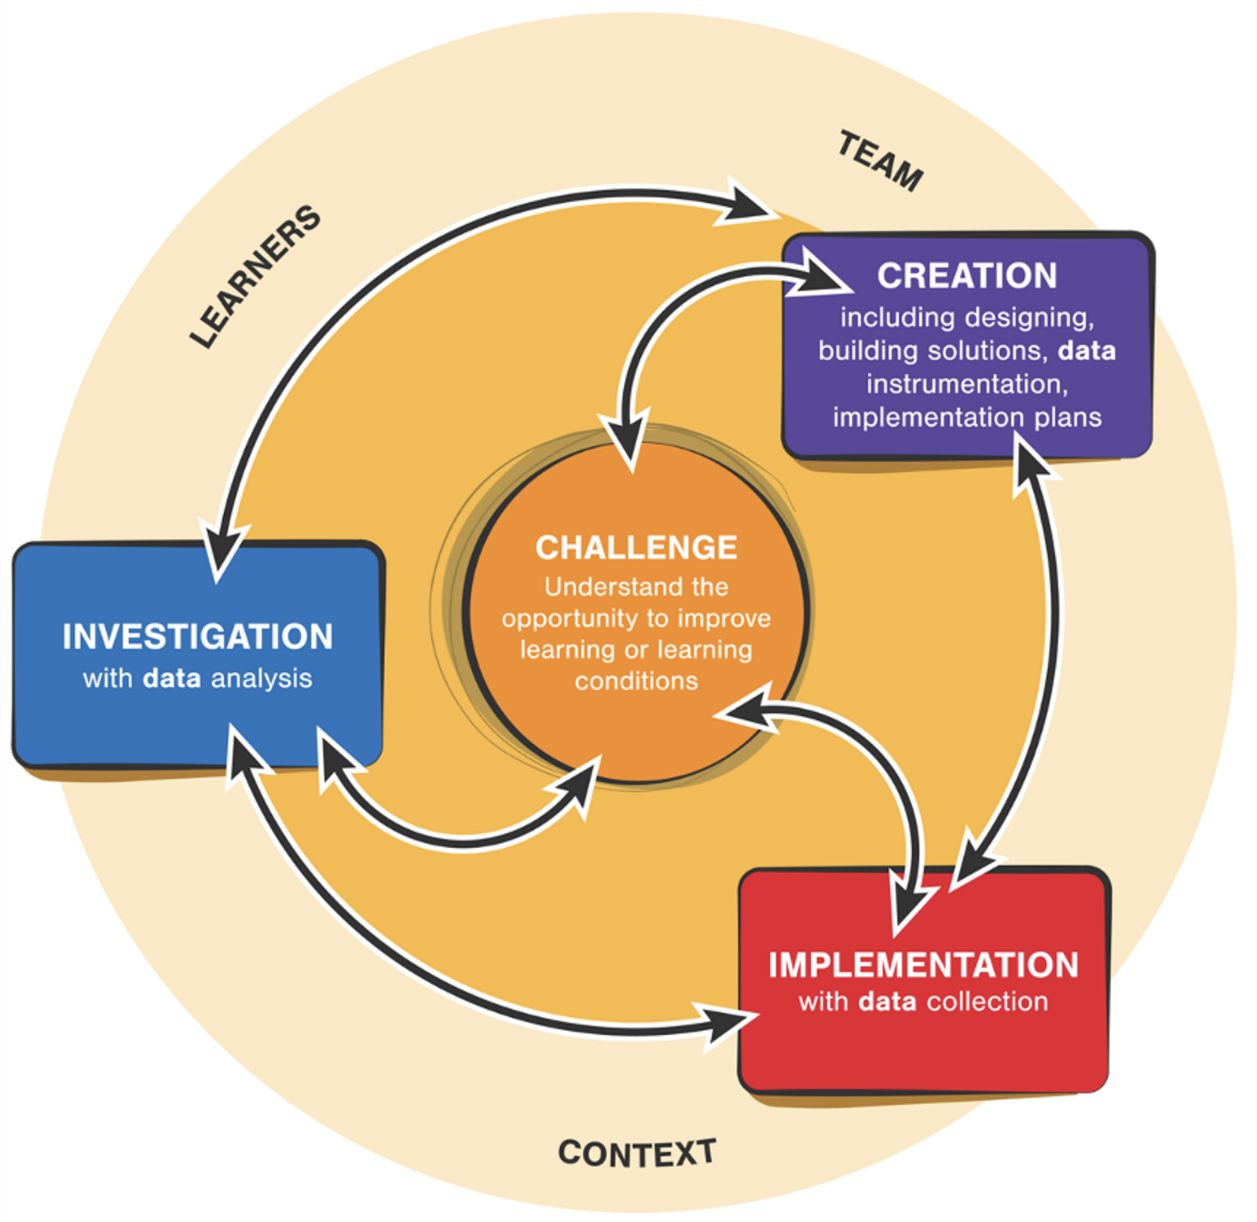 LEARNERS
TEAM
CREATION
including designing,
building solutions, data
instrumentation,
implementation plans
CHALLENGE
Understand the
opportunity to improve
learning or learning
conditions
INVESTIGATION
with data analysis
IMPLEMENTATION
with data collection
CONTEXT